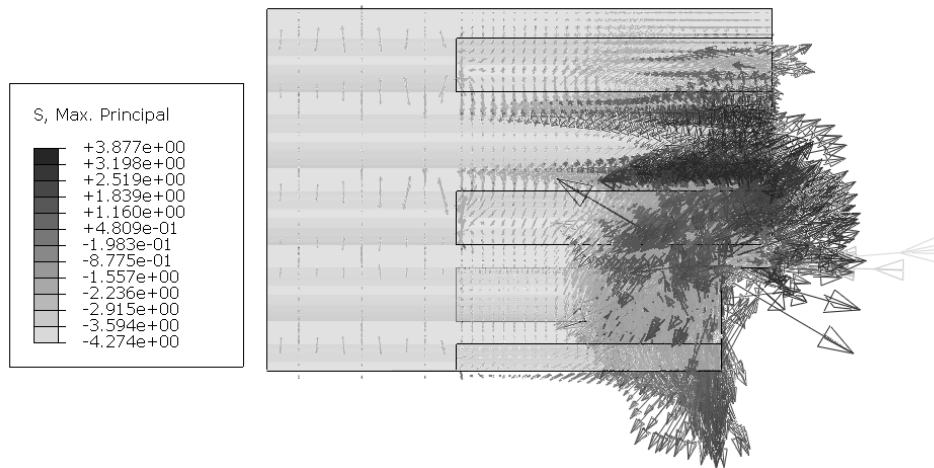 S, Max. Principal
+3.877e+00
+3.198e+00
+2.519e+00
+1.839e+00
+1.160e+00
+4.809e-01
-1.983e-01
-8.775e-01
-1.557e+00
-2.236e+00
-2.915e+00
-3.594e+00
-4.274e+00